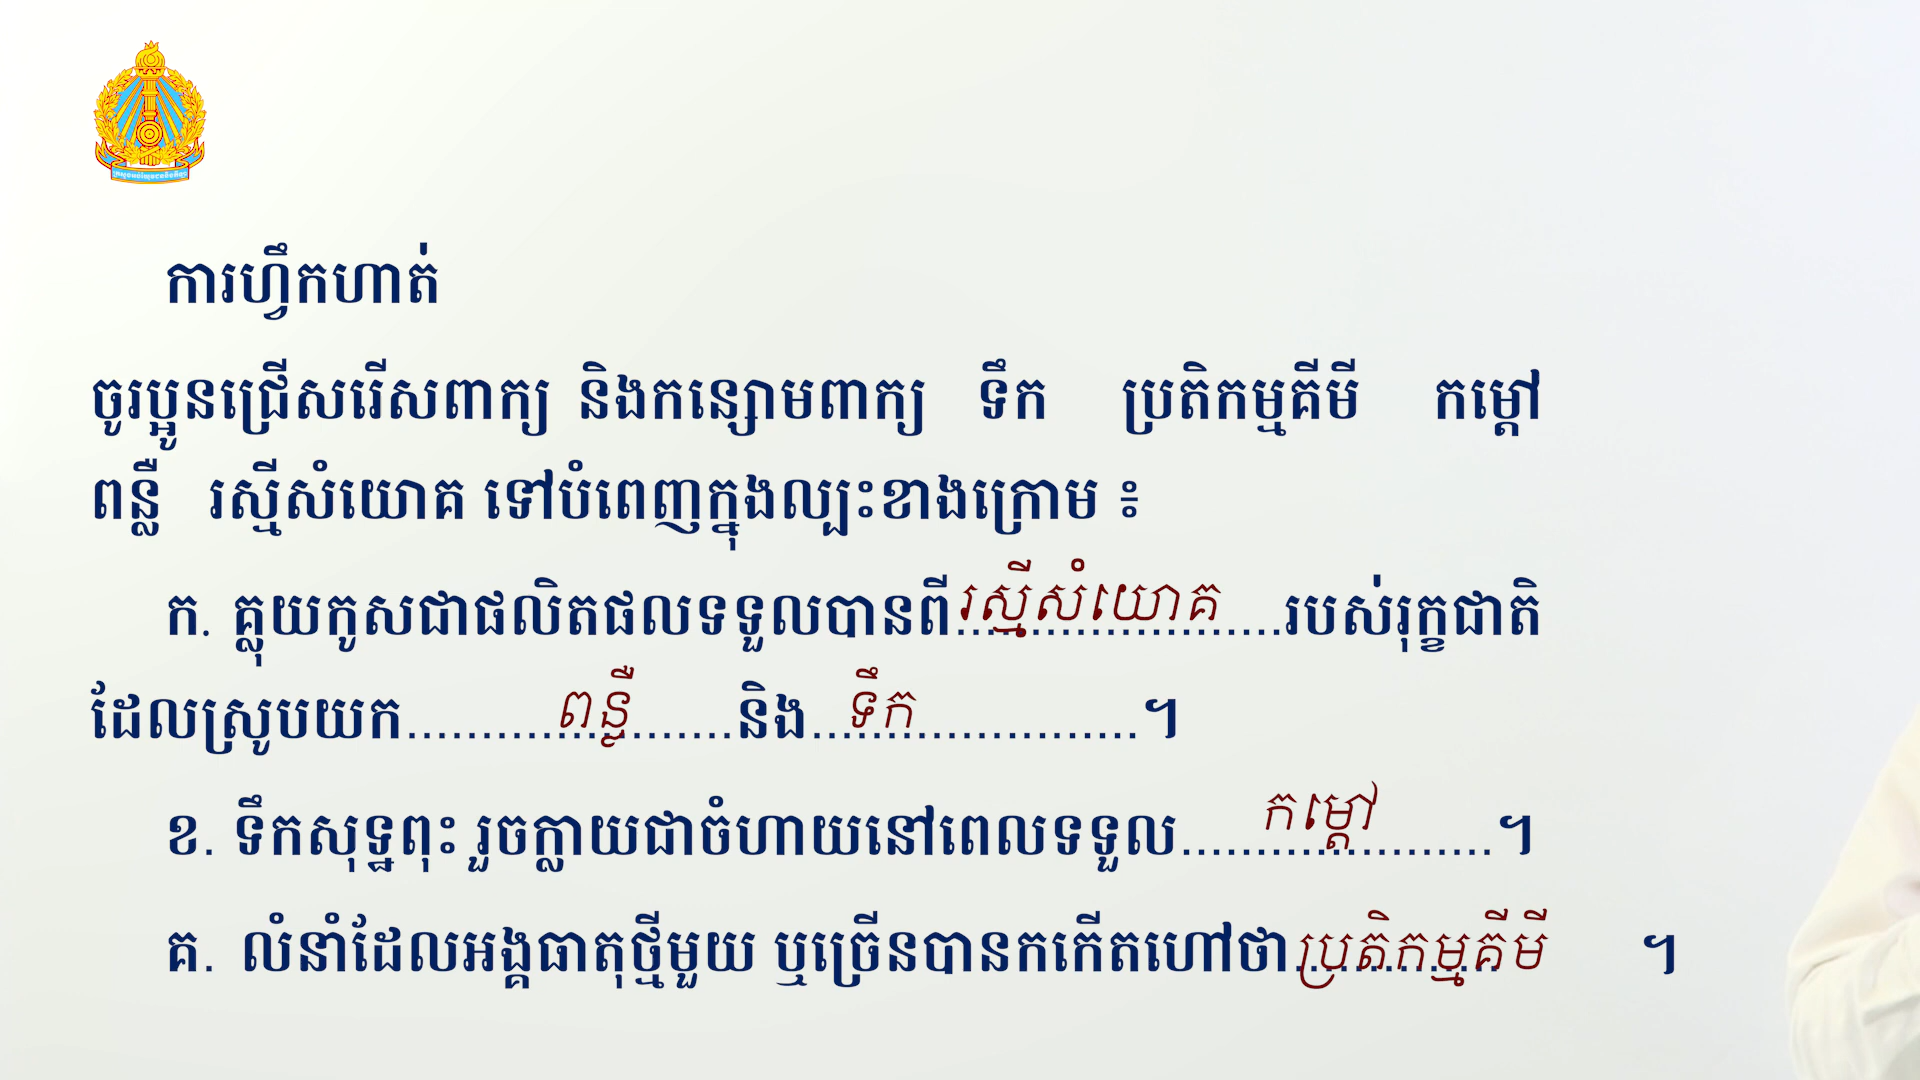 ការហ្វឹកហាត់
ចូរប្អូនជ្រើសរើសពាក្យ និងកន្សោមពាក្យ ទឹក ប្រតិកម្មគីមី កម្ដៅ
ពន្លឺ រស្មីសំយោគ ទៅបំពេញក្នុងល្បះខាងក្រោម ៖
ក. គ្លុយកូសជាផលិតផលទទួលបានពី រស្មីសំយោគ ......................របស់រុក្ខជាតិ
ដែលស្រូបយក......... ពន្លឺ .......និង... ទឹក ...............។
ខ. ទឹកសុទ្ឋពុះ រួចក្លាយជាចំហាយនៅពេលទទួល...... កម្ដៅ ........។
គ. លំនាំដែលអង្គធាតុថ្មីមួយ ឬច្រើនបានកកើតហៅថា ប្រតិកម្មគីមី ..............។